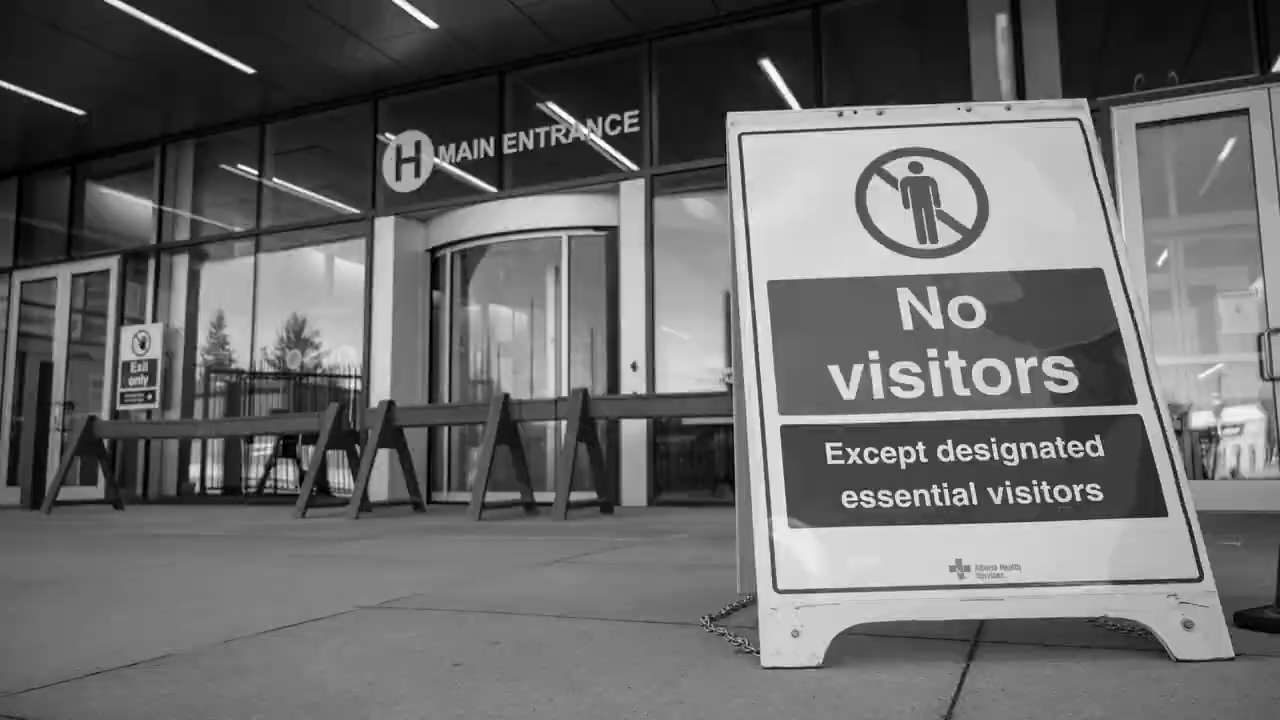 H MAIN ENTRANCE
Exit
only
No
visitors
Except designated
essential visitors
Alberta Health
Services